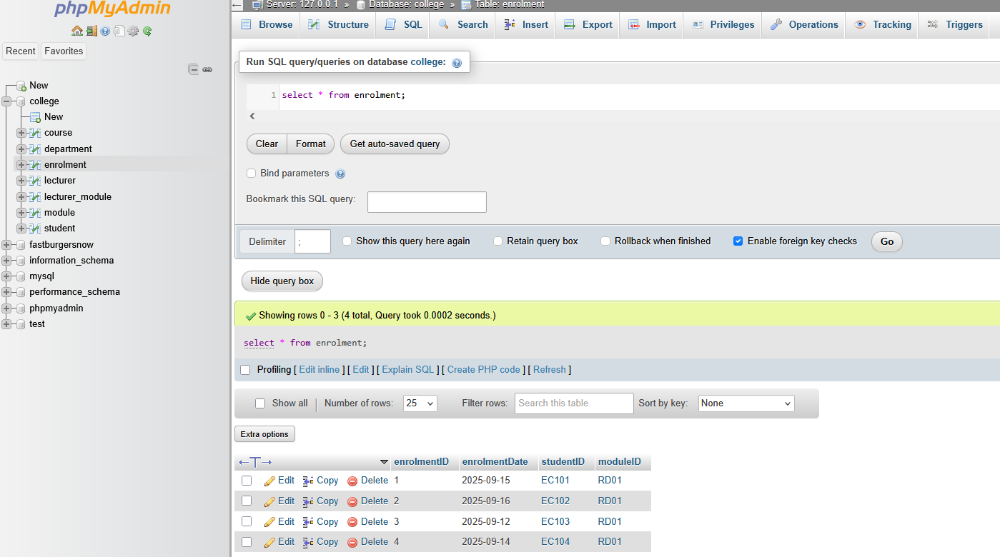 phpMyAdmin
Recent Favorites
New
college
New
course
department
enrolment
lecturer
lecturer_module
module
student
fastburgersnow
information_schema
mysql
performance_schema
phpmyadmin
test
Server: 127.0.0.1 » Database: college » Table: enrolment
Browse Structure SQL Search Insert Export Import Privileges Operations Tracking Triggers
Run SQL query/queries on database college:
1 select * from enrolment;
Clear Format Get auto-saved query
Bind parameters
Bookmark this SQL query:
Delimiter ; Show this query here again Retain query box Rollback when finished Enable foreign key checks Go
Hide query box
Showing rows 0 - 3 (4 total, Query took 0.0002 seconds.)
select * from enrolment;
Profiling [ Edit inline ] [ Edit ] [ Explain SQL ] [ Create PHP code ] [ Refresh ]
Show all Number of rows: 25 Filter rows: Search this table Sort by key: None
Extra options
enrolmentID enrolmentDate studentID moduleID
Edit Copy Delete 1 2025-09-15 EC101 RD01
Edit Copy Delete 2 2025-09-16 EC102 RD01
Edit Copy Delete 3 2025-09-12 EC103 RD01
Edit Copy Delete 4 2025-09-14 EC104 RD01